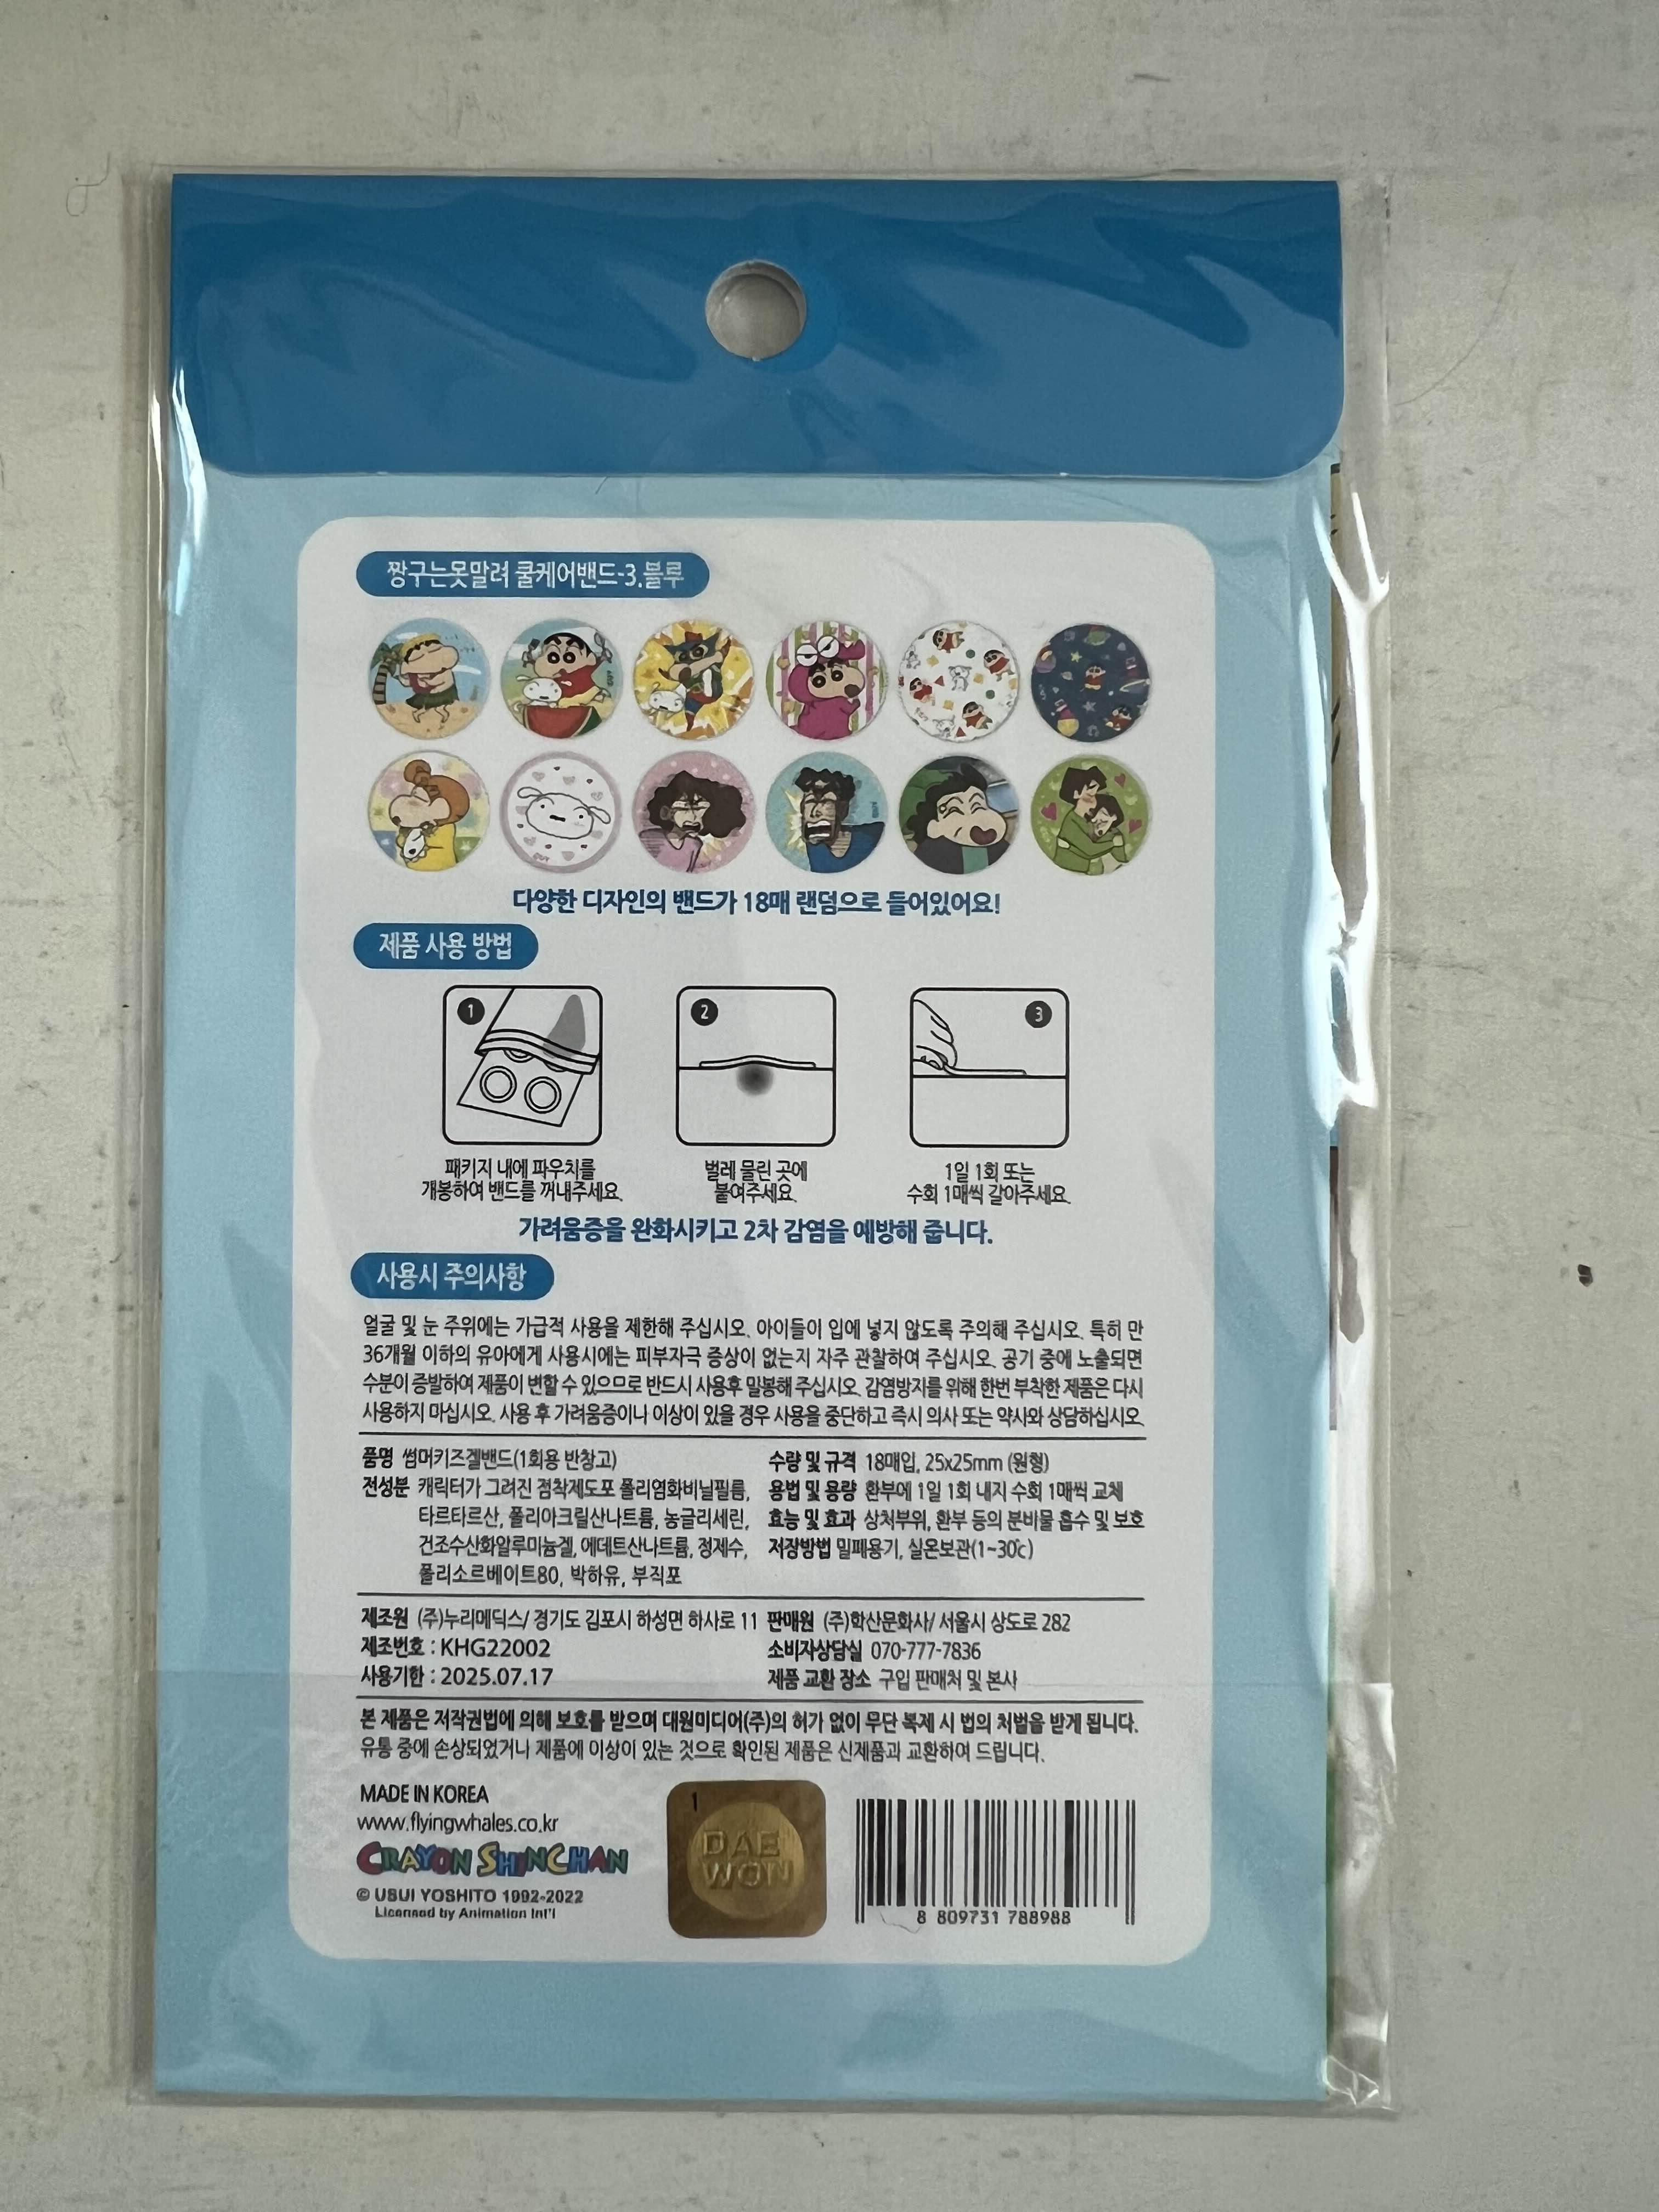 짱구는못말려 쿨케어밴드-3.블루
다양한 디자인의 밴드가 18매 랜덤으로 들어있어요!
제품 사용 방법
1
2
3
패키지 내에 파우치를
개봉하여 밴드를 꺼내주세요.
벌레 물린 곳에
붙여주세요.
1일 1회 또는
수회 1매씩 갈아주세요.
가려움증을 완화시키고 2차 감염을 예방해 줍니다.
사용시 주의사항
얼굴 및 눈 주위에는 가급적 사용을 제한해 주십시오. 아이들이 입에 넣지 않도록 주의해 주십시오. 특히 만
36개월 이하의 유아에게 사용시에는 피부자극 증상이 없는지 자주 관찰하여 주십시오. 공기 중에 노출되면
수분이 증발하여 제품이 변할 수 있으므로 반드시 사용후 밀봉해 주십시오. 감염방지를 위해 한번 부착한 제품은 다시
사용하지 마십시오. 사용 후 가려움증이나 이상이 있을 경우 사용을 중단하고 즉시 의사 또는 약사와 상담하십시오.
품명 썸머키즈겔밴드(1회용 반창고)
전성분 캐릭터가 그려진 점착제도포 폴리염화비닐필름,
타르타르산, 폴리아크릴산나트륨, 농글리세린,
건조수산화알루미늄겔, 에데트산나트륨, 정제수,
폴리소르베이트80, 박하유, 부직포
수량 및 규격 18매입, 25x25mm (원형)
용법 및 용량 환부에 1일 1회 내지 수회 1매씩 교체
효능 및 효과 상처부위, 환부 등의 분비물 흡수 및 보호
저장방법 밀폐용기, 실온보관(1~30℃)
제조원 (주)누리메딕스/ 경기도 김포시 하성면 하사로 11
제조번호 : KHG22002
사용기한 : 2025.07.17
판매원 (주)학산문화사/ 서울시 상도로 282
소비자상담실 070-777-7836
제품 교환 장소 구입 판매처 및 본사
본 제품은 저작권법에 의해 보호를 받으며 대원미디어(주)의 허가 없이 무단 복제 시 법의 처벌을 받게 됩니다.
유통 중에 손상되었거나 제품에 이상이 있는 것으로 확인된 제품은 신제품과 교환하여 드립니다.
MADE IN KOREA
www.flyingwhales.co.kr
CRAYON SHINCHAN
© USUI YOSHITO 1992-2022
Licensed by Animation Int'l
1
DAE
WON
8 809731 788988